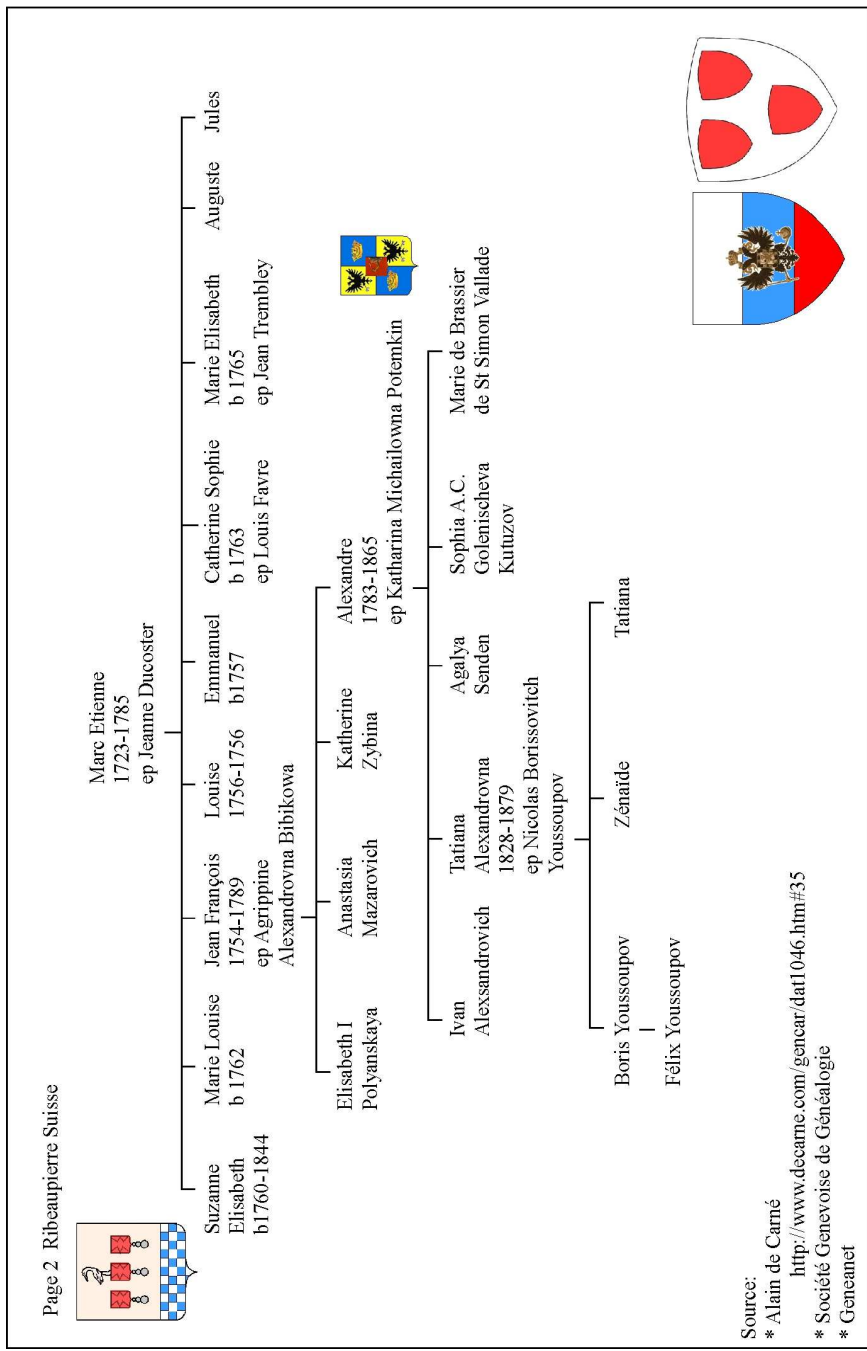 Page 2  Ribeaupierre Suisse
Marc Etienne
1723-1785
ep Jeanne Ducoster
Suzanne
Elisabeth
b1760-1844
Marie Louise
b 1762
Jean François
1754-1789
ep Agrippine
Alexandrovna Bibikowa
Louise
1756-1756
Emmanuel
b1757
Catherine Sophie
b 1763
ep Louis Favre
Marie Elisabeth
b 1765
ep Jean Trembley
Auguste
Jules
Elisabeth I
Polyanskaya
Anastasia
Mazarovich
Katherine
Zybina
Alexandre
1783-1865
ep Katharina Michailowna Potemkin
Ivan
Alexsandrovich
Tatiana
Alexandrovna
1828-1879
ep Nicolas Borissovitch
Youssoupov
Agalya
Senden
Sophia A.C.
Golenischeva
Kutuzov
Marie de Brassier
de St Simon Vallade
Boris Youssoupov
Zénaïde
Tatiana
Félix Youssoupov
Source:
* Alain de Carné
http://www.decarne.com/gencar/dat1046.htm#35
* Société Genevoise de Généalogie
* Geneanet